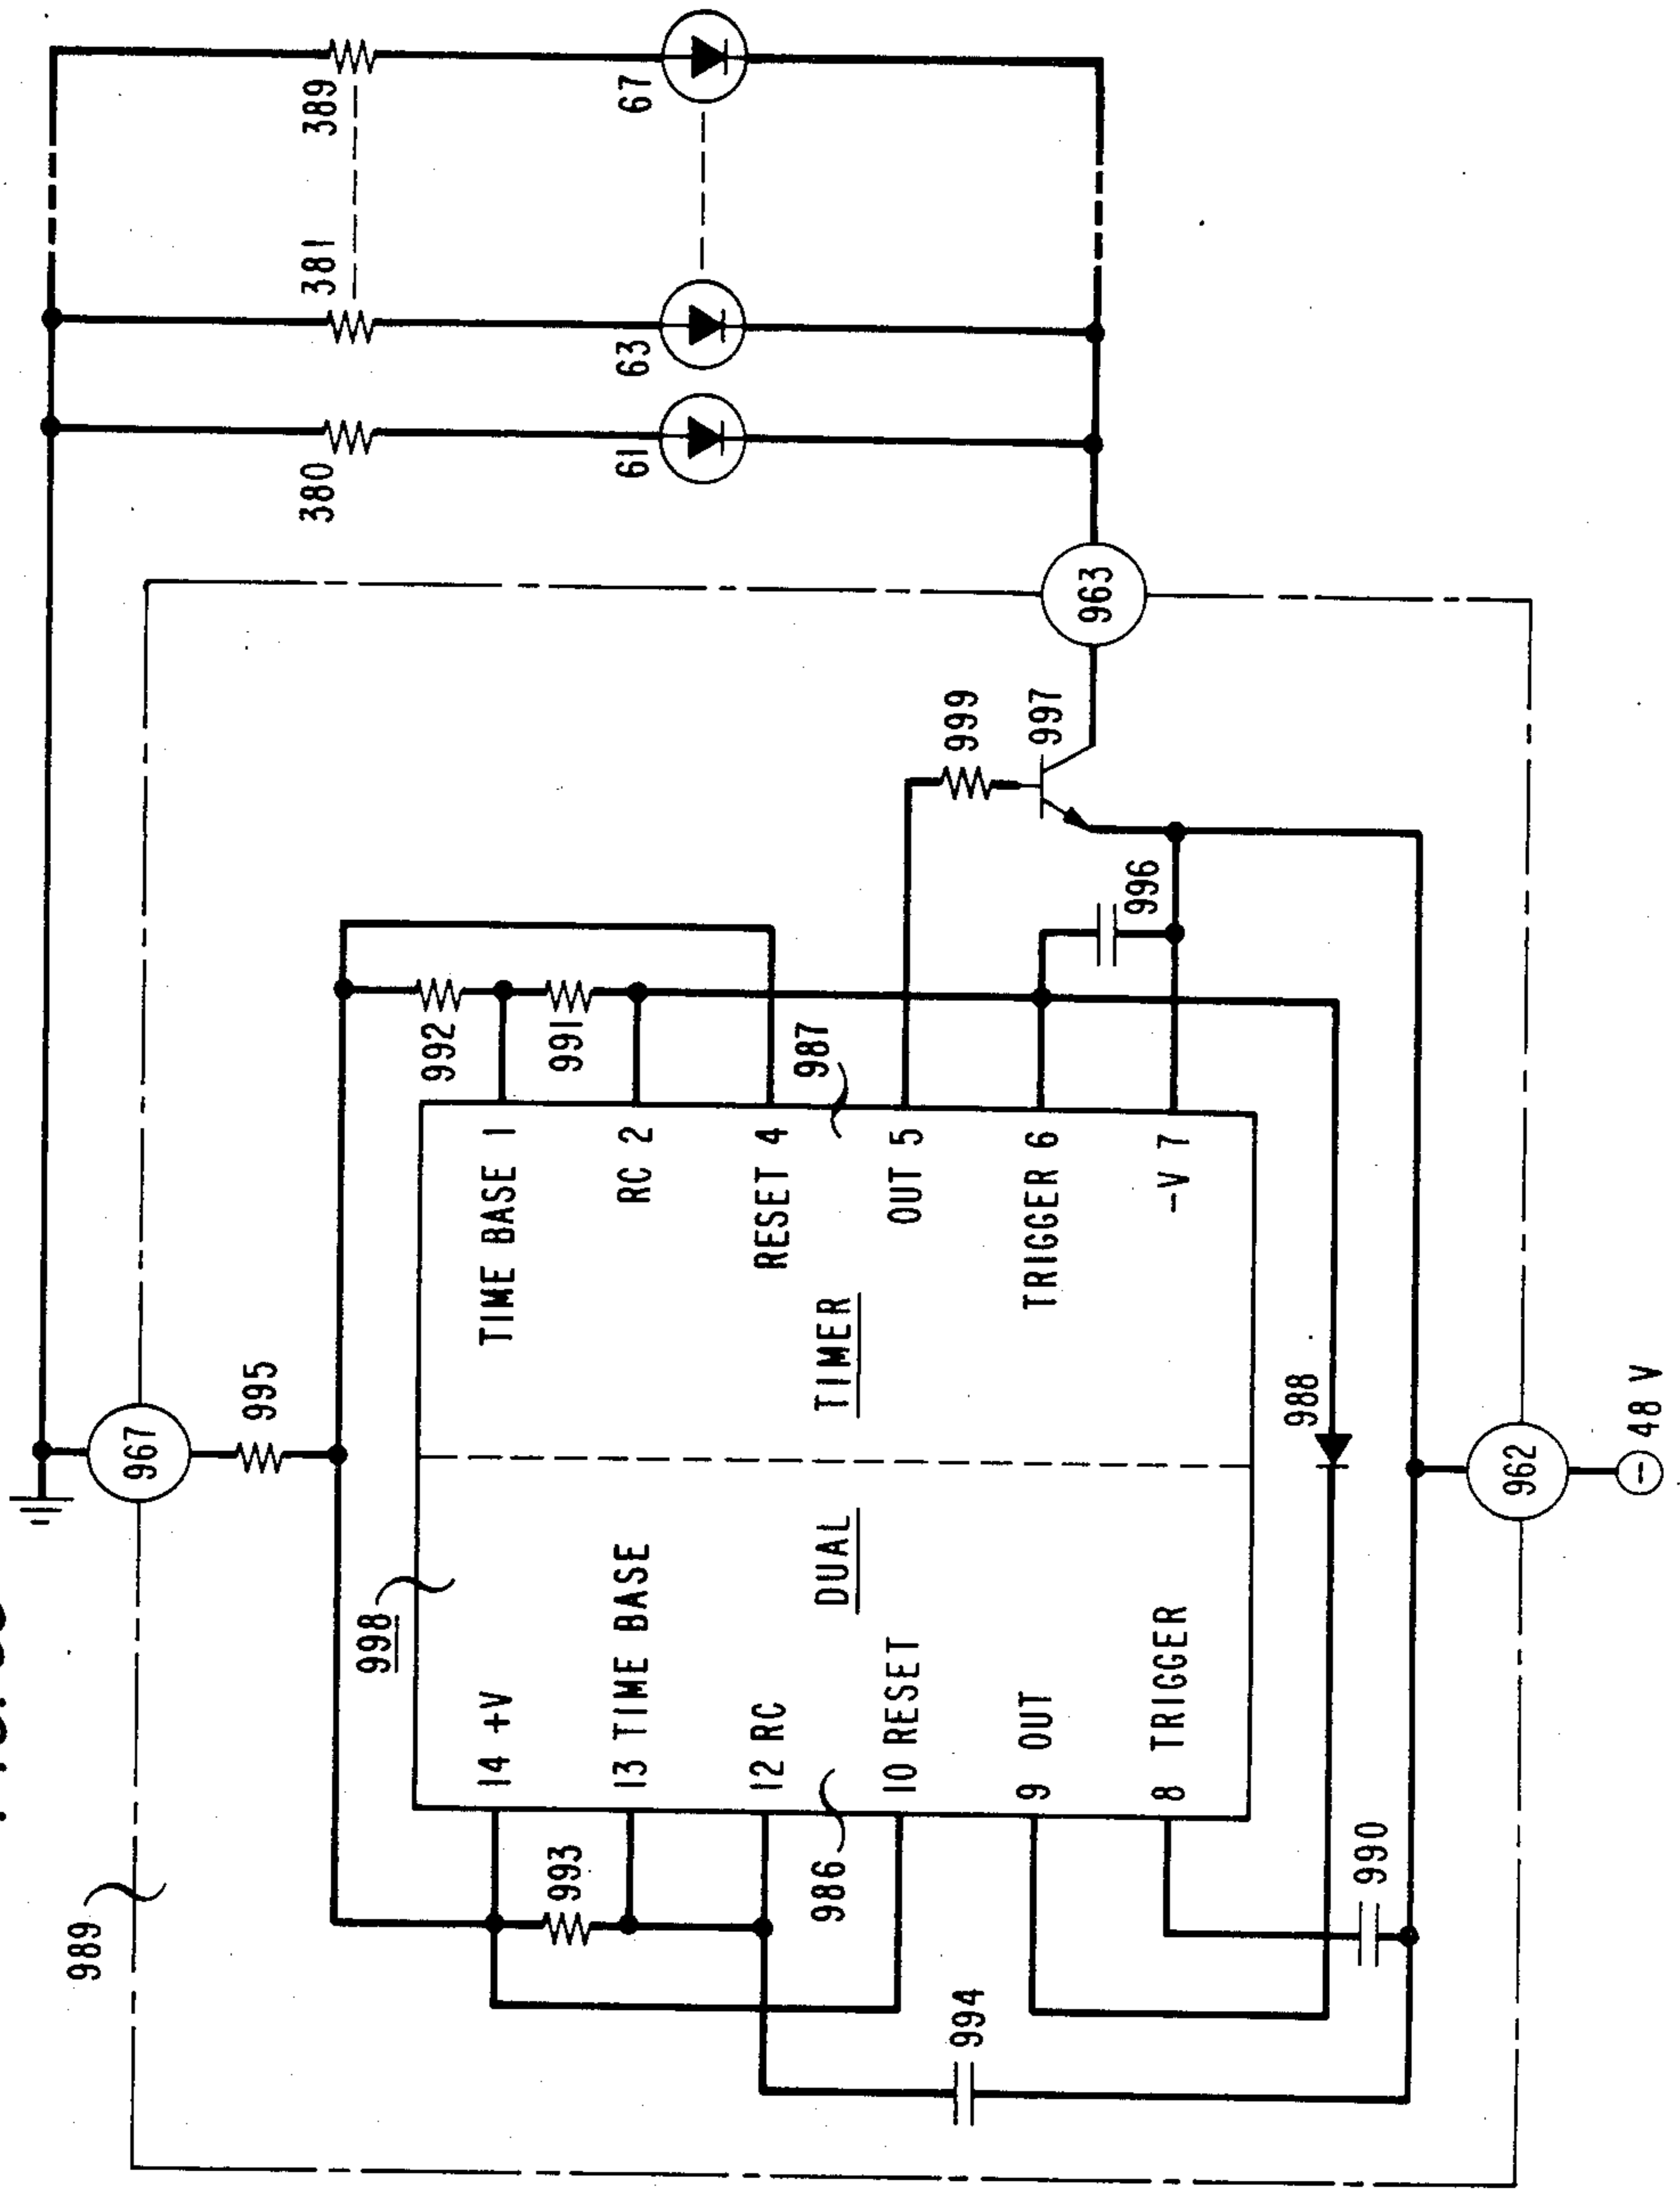 989
967
995
998
14 +V
13 TIME BASE
12 RC
10 RESET
9 OUT
8 TRIGGER
986
993
994
990
DUAL
TIMER
TIME BASE 1
RC 2
RESET 4
OUT 5
TRIGGER 6
-V 7
987
992
991
988
996
999
997
962
− 48 V
963
380
381
389
61
63
67